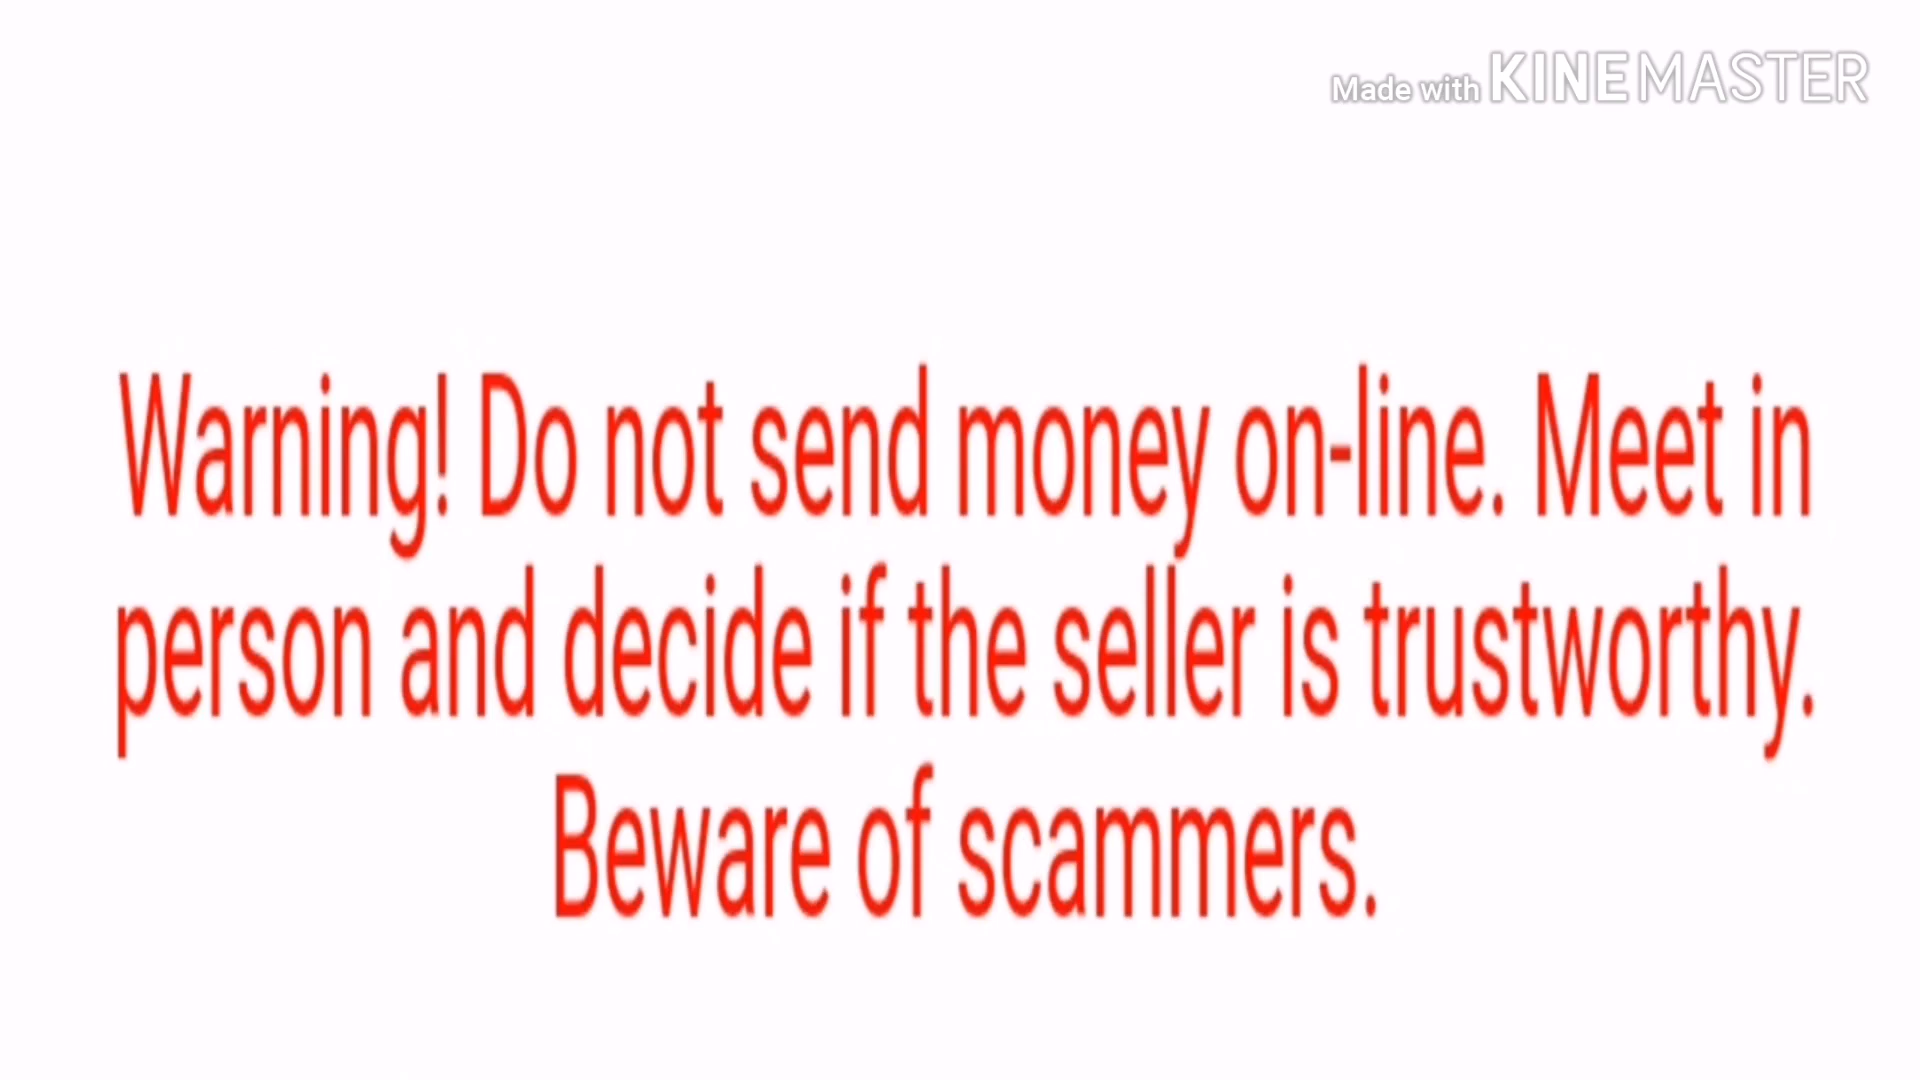 Made with KINEMASTER
Warning! Do not send money on-line. Meet in
person and decide if the seller is trustworthy.
Beware of scammers.